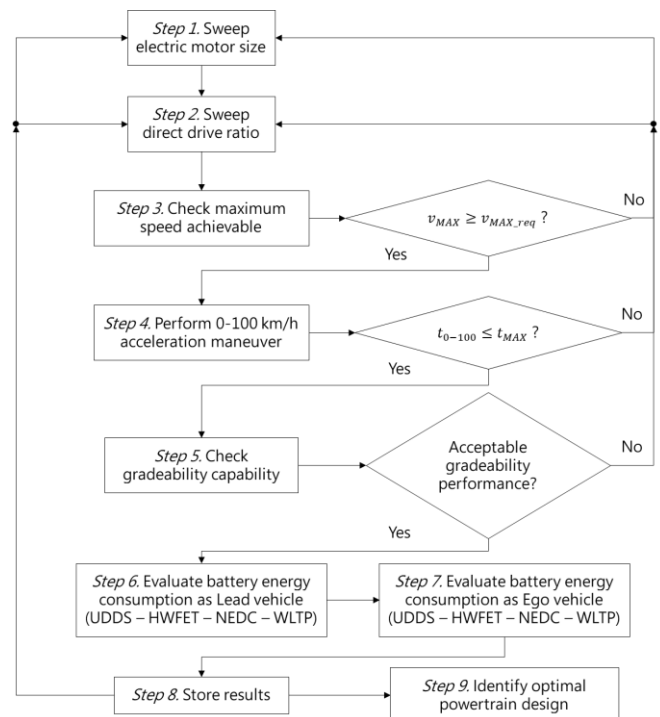 Step 1. Sweep
electric motor size
Step 2. Sweep
direct drive ratio
Step 3. Check maximum
speed achievable
v_MAX ≥ v_MAX_req ?
No
Yes
Step 4. Perform 0-100 km/h
acceleration maneuver
t_0−100 ≤ t_MAX ?
No
Yes
Step 5. Check
gradeability capability
Acceptable
gradeability
performance?
No
Yes
Step 6. Evaluate battery energy
consumption as Lead vehicle
(UDDS – HWFET – NEDC – WLTP)
Step 7. Evaluate battery energy
consumption as Ego vehicle
(UDDS – HWFET – NEDC – WLTP)
Step 8. Store results
Step 9. Identify optimal
powertrain design